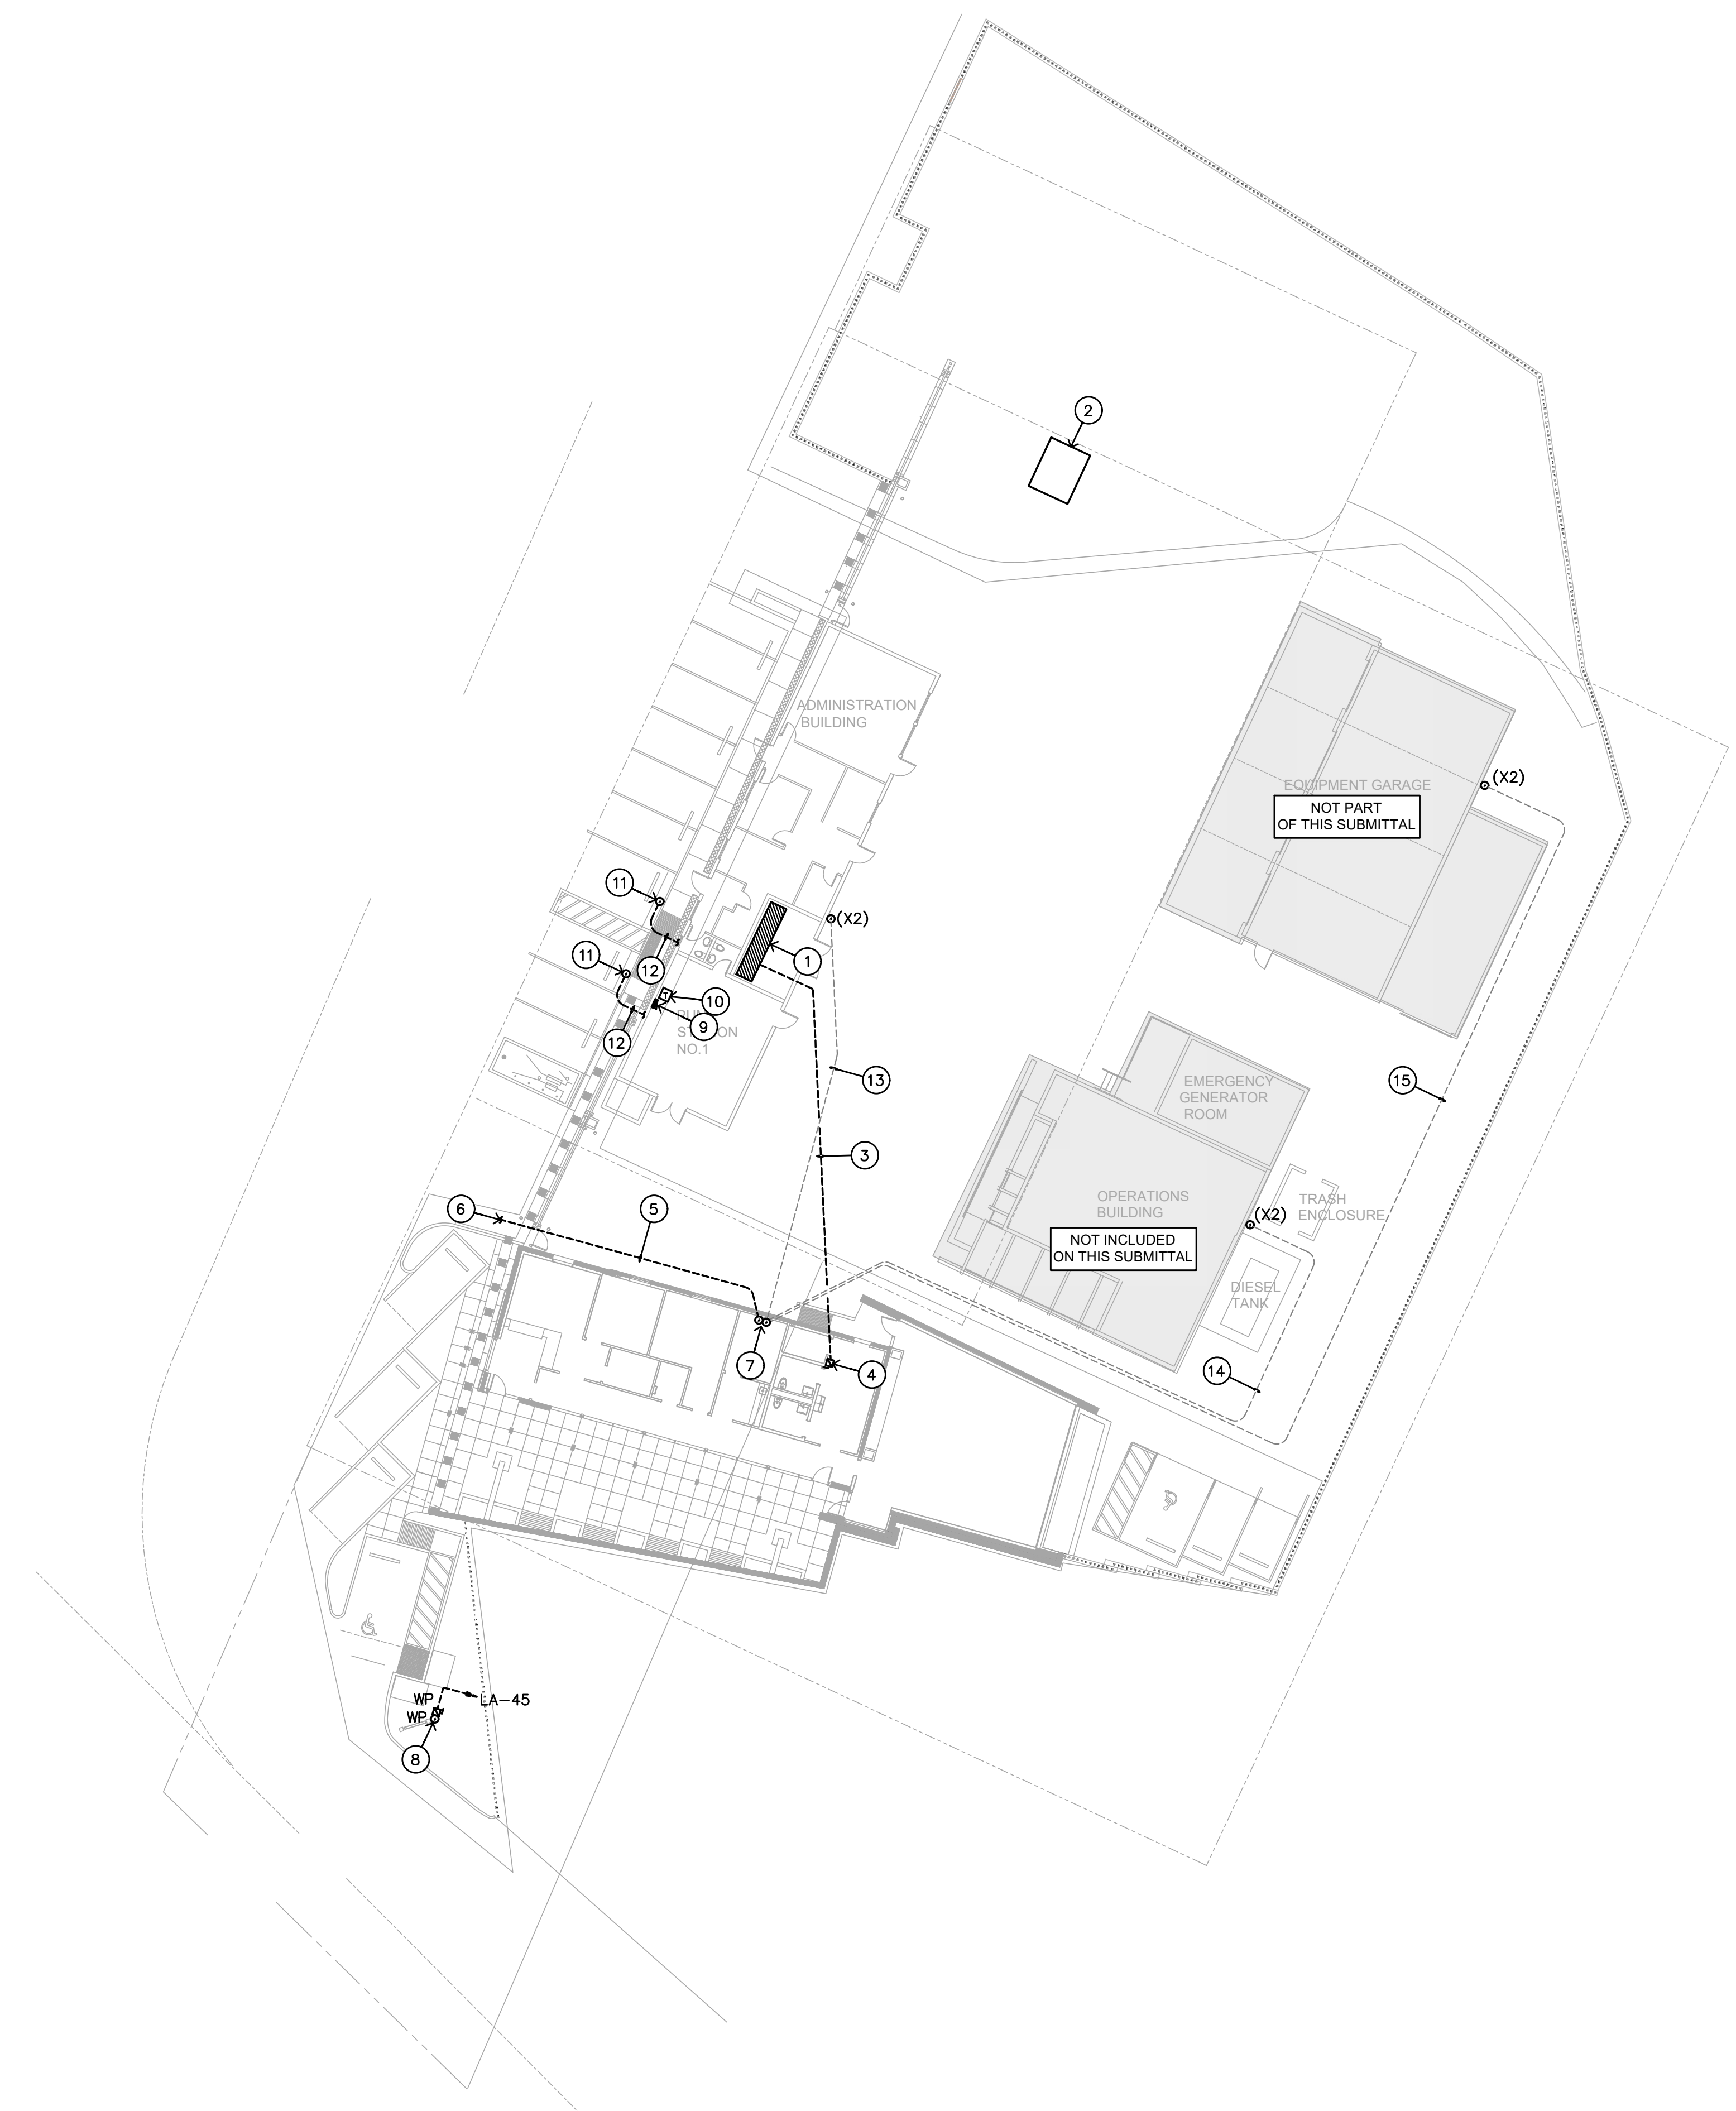 2
ADMINISTRATION
BUILDING
EQUIPMENT GARAGE
(X2)
NOT PART
OF THIS SUBMITTAL
11
(X2)
11
1
12
10
9
STATION
NO.1
12
13
EMERGENCY
GENERATOR
ROOM
15
3
6
5
OPERATIONS
BUILDING
TRASH
ENCLOSURE
(X2)
NOT INCLUDED
ON THIS SUBMITTAL
DIESEL
TANK
7
4
14
WP
LA-45
WP
8